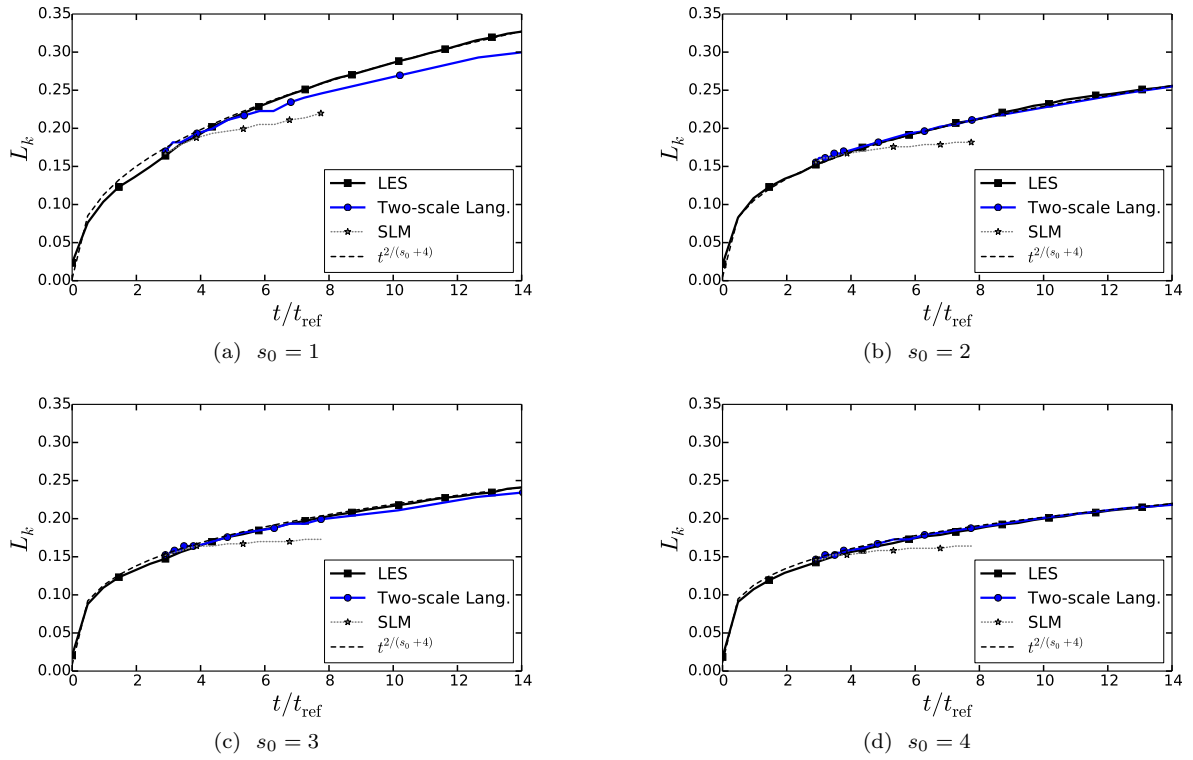 0.35
0.30
0.25
0.20
0.15
0.10
0.05
0.00
L_k
0 2 4 6 8 10 12 14
t/t_ref
LES
Two-scale Lang.
SLM
t^{2/(s_0+4)}
(a) s_0 = 1
0.35
0.30
0.25
0.20
0.15
0.10
0.05
0.00
L_k
0 2 4 6 8 10 12 14
t/t_ref
LES
Two-scale Lang.
SLM
t^{2/(s_0+4)}
(b) s_0 = 2
0.35
0.30
0.25
0.20
0.15
0.10
0.05
0.00
L_k
0 2 4 6 8 10 12 14
t/t_ref
LES
Two-scale Lang.
SLM
t^{2/(s_0+4)}
(c) s_0 = 3
0.35
0.30
0.25
0.20
0.15
0.10
0.05
0.00
L_k
0 2 4 6 8 10 12 14
t/t_ref
LES
Two-scale Lang.
SLM
t^{2/(s_0+4)}
(d) s_0 = 4